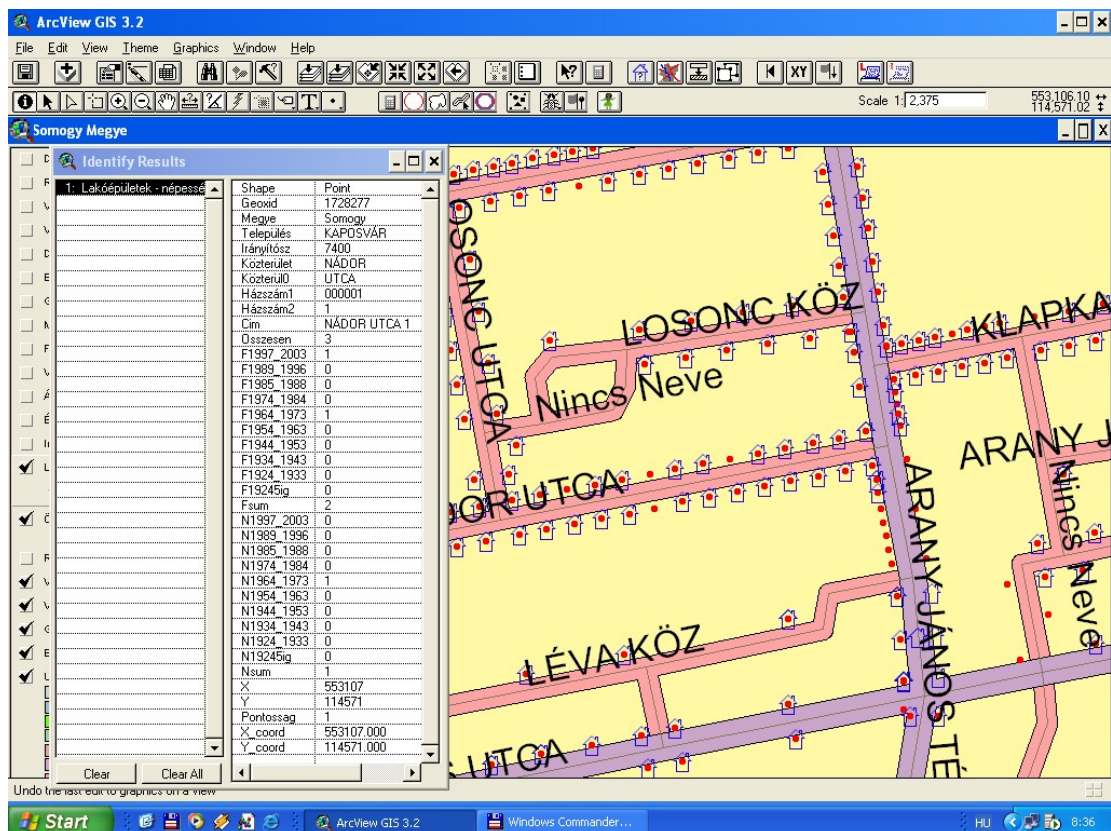 ArcView GIS 3.2
File Edit View Theme Graphics Window Help
XY
Scale 1: 2,375
553,106.10
114,571.02
Somogy Megye
Identify Results
1: Lakóépületek - népessé
Shape Point
Geoxid 1728277
Megye Somogy
Település KAPOSVÁR
Irányítósz 7400
Közterület NÁDOR
Közterül0 UTCA
Házszám1 000001
Házszám2 1
Cim NÁDOR UTCA 1
Osszesen 3
F1997_2003 1
F1989_1996 0
F1985_1988 0
F1974_1984 0
F1964_1973 1
F1954_1963 0
F1944_1953 0
F1934_1943 0
F1924_1933 0
F19245ig 0
Fsum 2
N1997_2003 0
N1989_1996 0
N1985_1988 0
N1974_1984 0
N1964_1973 1
N1954_1963 0
N1944_1953 0
N1934_1943 0
N1924_1933 0
N19245ig 0
Nsum 1
X 553107
Y 114571
Pontossag 1
X_coord 553107.000
Y_coord 114571.000
Clear Clear All
LOSONC UTCA
LOSONC KÖZ
KLAPKA
Nincs Neve
ARANY J
DOR UTCA
Nincs Neve
ARANY JÁNOS TÉ
LÉVA KÖZ
S UTCA
Undo the last edit to graphics on a view
Start ArcView GIS 3.2 Windows Commander... HU 8:36